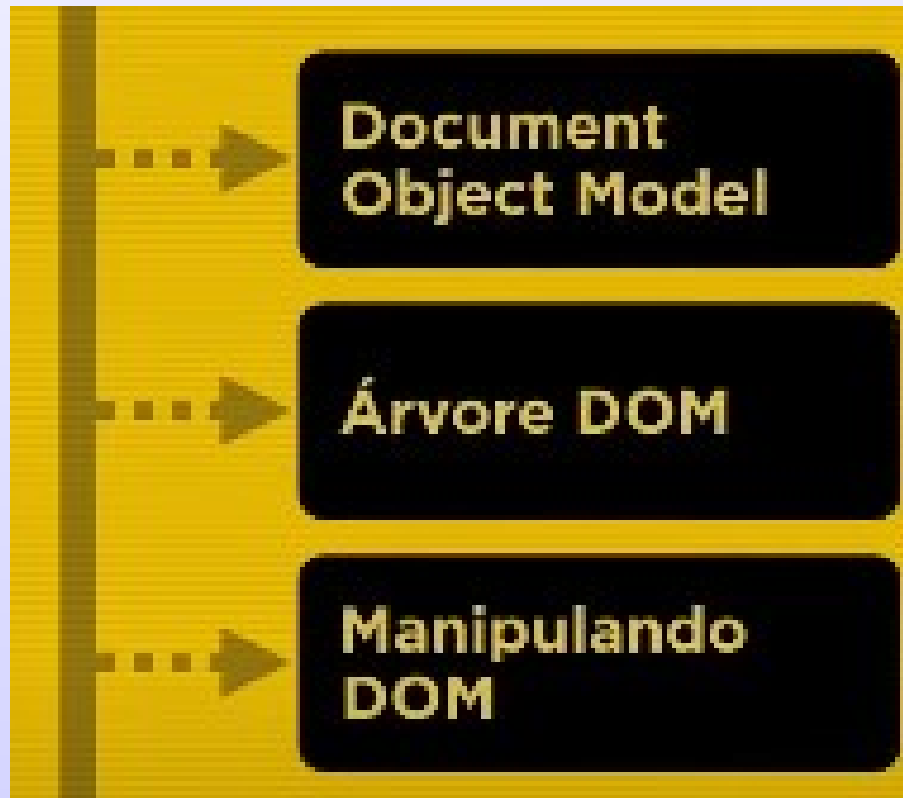 Document
Object Model
Árvore DOM
Manipulando
DOM